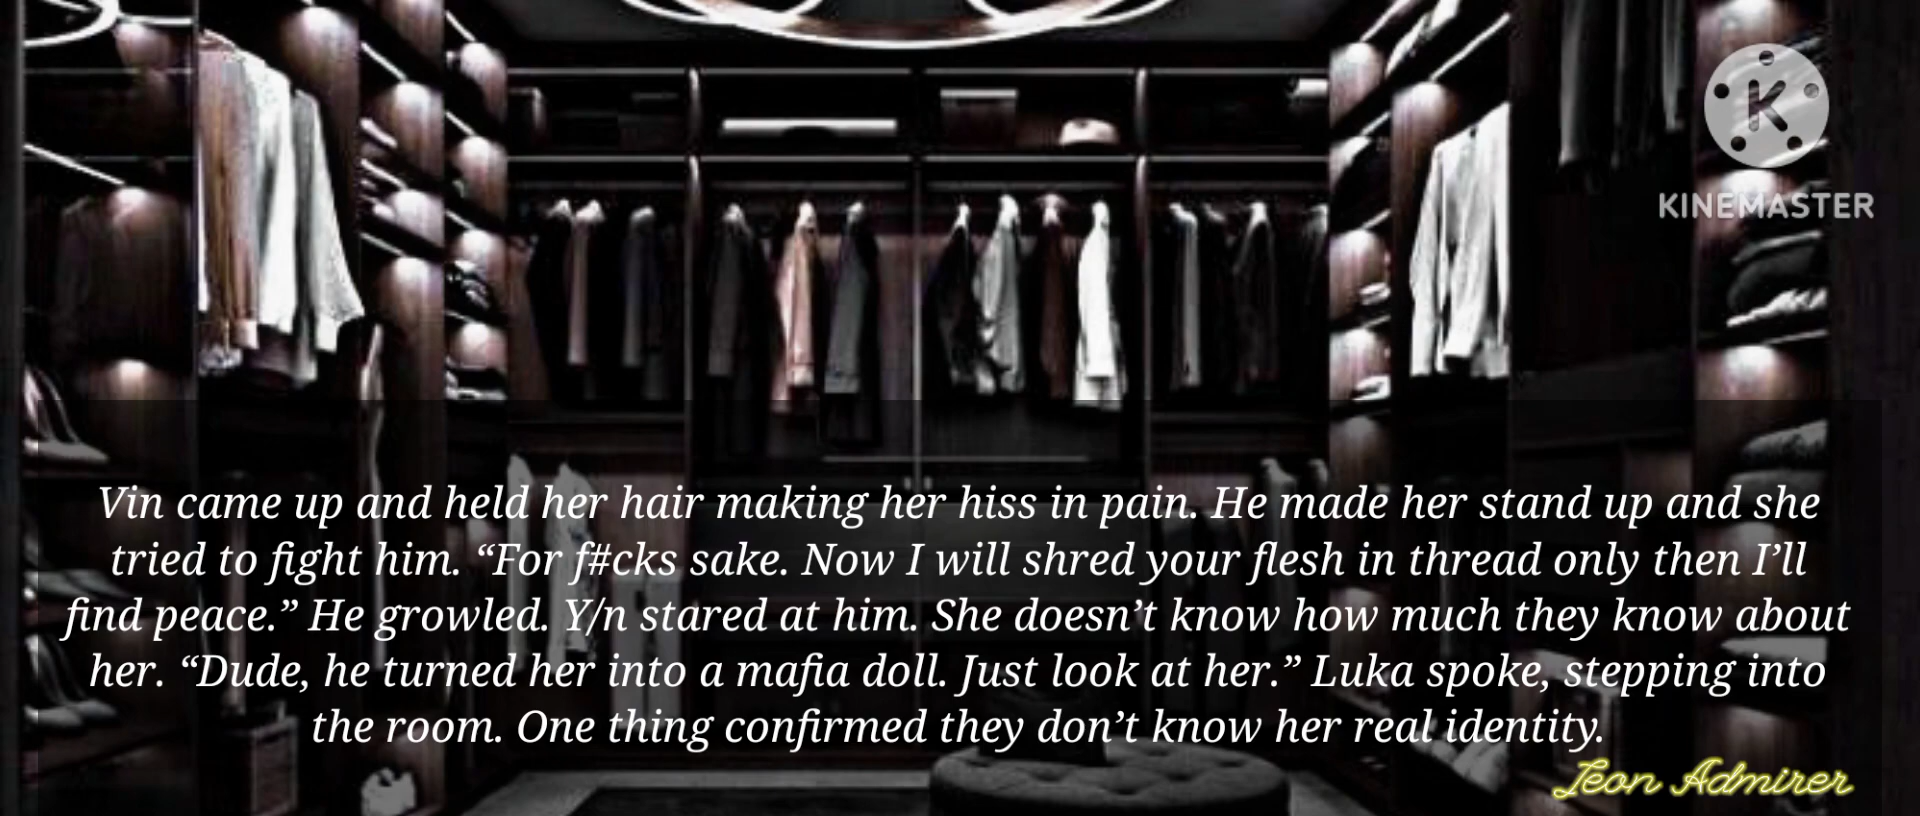 K
KINEMASTER
Vin came up and held her hair making her hiss in pain. He made her stand up and she
tried to fight him. “For f#cks sake. Now I will shred your flesh in thread only then I’ll
find peace.” He growled. Y/n stared at him. She doesn’t know how much they know about
her. “Dude, he turned her into a mafia doll. Just look at her.” Luka spoke, stepping into
the room. One thing confirmed they don’t know her real identity.
Leon Admirer